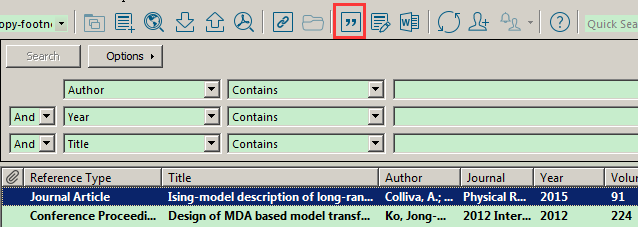 opy-footn Quick Sea
Search Options
Author Contains
And Year Contains
And Title Contains
Reference Type Title Author Journal Year Volu
Journal Article Ising-model description of long-ran... Colliva, A.; ... Physical R... 2015 91
Conference Proceedi... Design of MDA based model transf... Ko, Jong-... 2012 Inter... 2012 224